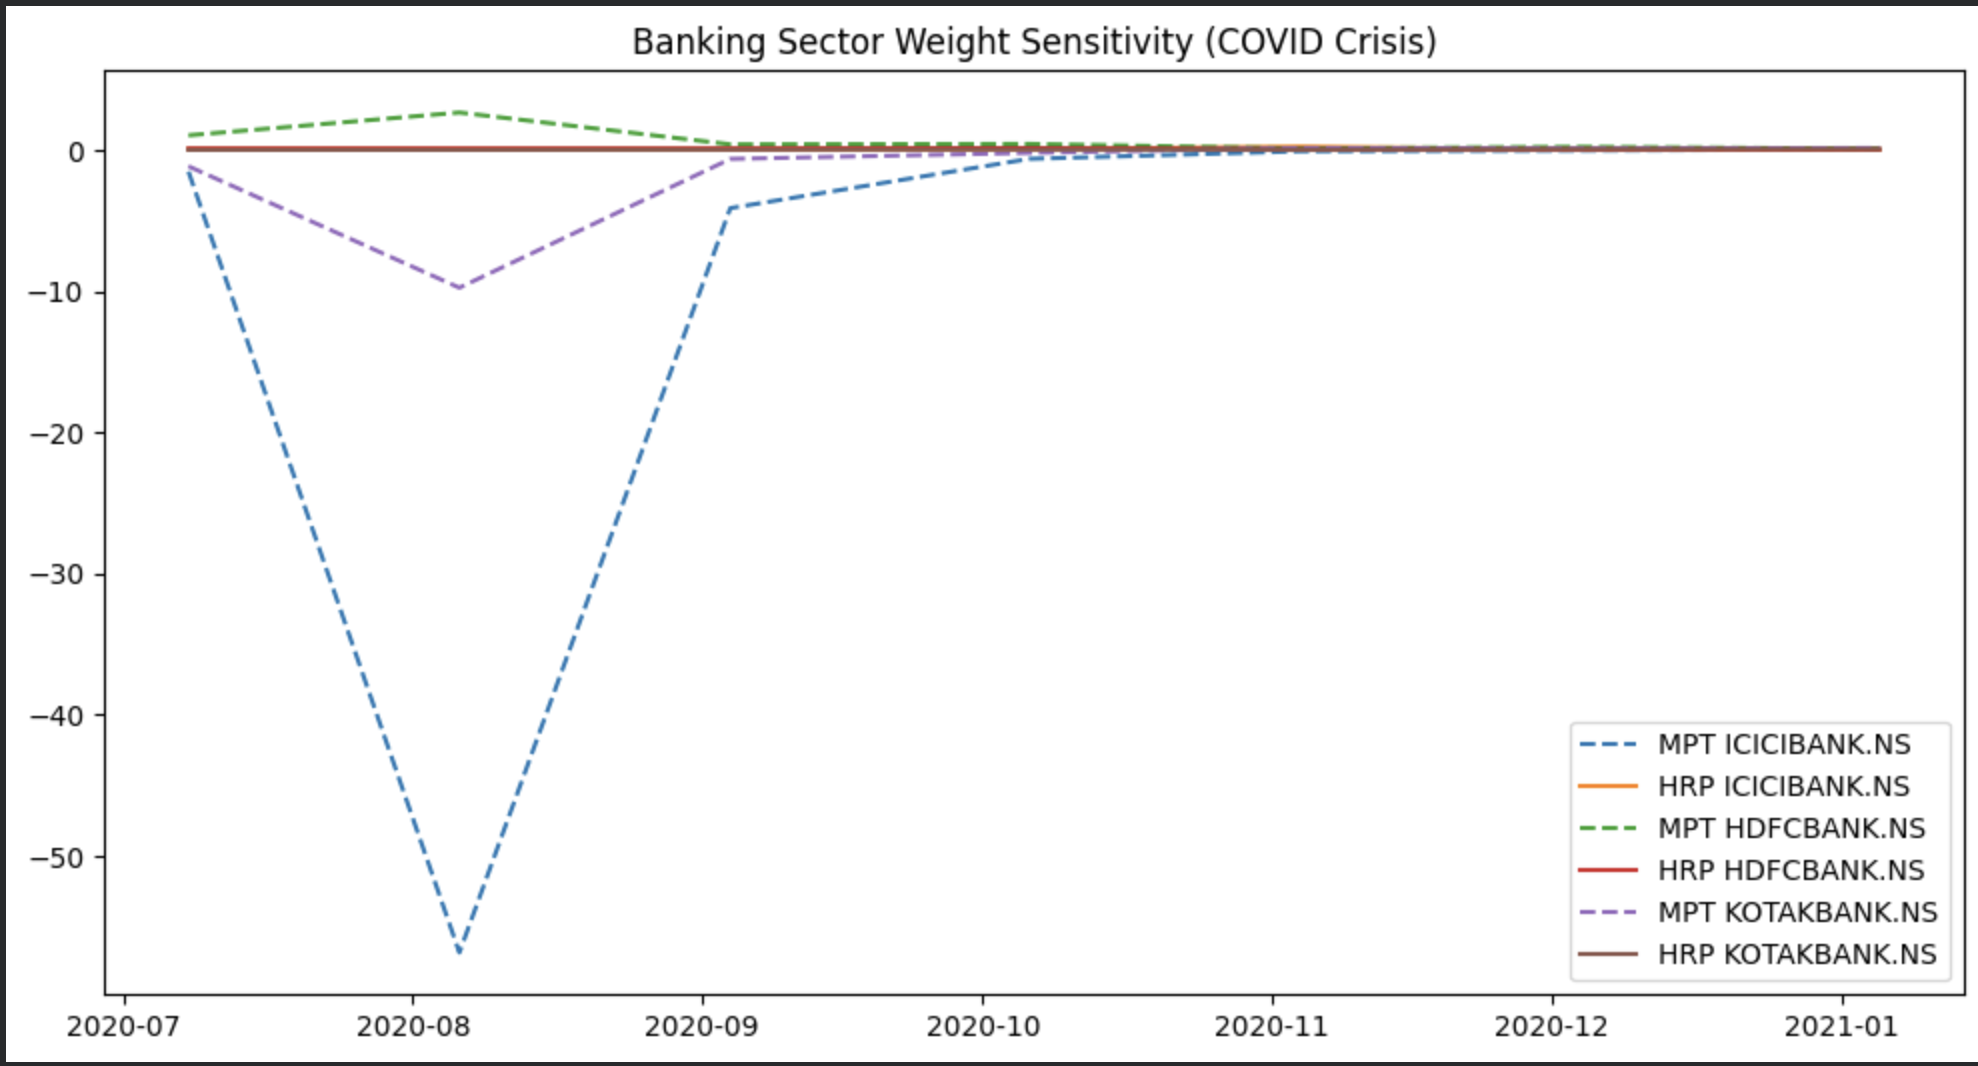 Banking Sector Weight Sensitivity (COVID Crisis)
0
−10
−20
−30
−40
−50
MPT ICICIBANK.NS
HRP ICICIBANK.NS
MPT HDFCBANK.NS
HRP HDFCBANK.NS
MPT KOTAKBANK.NS
HRP KOTAKBANK.NS
2020-07 2020-08 2020-09 2020-10 2020-11 2020-12 2021-01